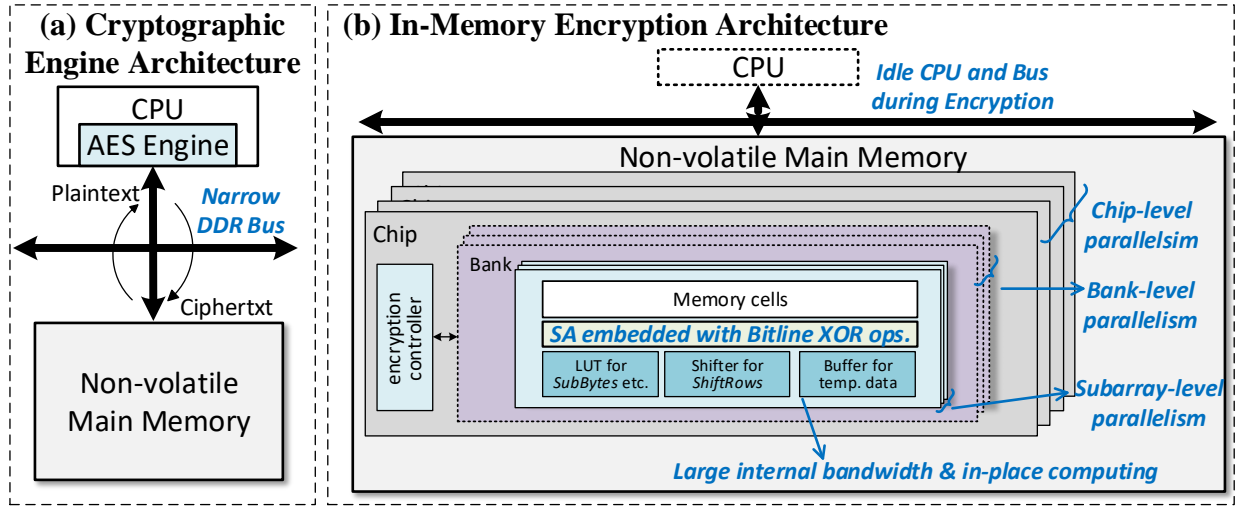 (a) Cryptographic
Engine Architecture
CPU
AES Engine
Plaintext
Narrow
DDR Bus
Ciphertxt
Non-volatile
Main Memory
(b) In-Memory Encryption Architecture
CPU
Idle CPU and Bus
during Encryption
Non-volatile Main Memory
Chip
Chip-level
parallelsim
Bank
encryption
controller
Memory cells
SA embedded with Bitline XOR ops.
LUT for
SubBytes etc.
Shifter for
ShiftRows
Buffer for
temp. data
Bank-level
parallelism
Subarray-level
parallelism
Large internal bandwidth & in-place computing